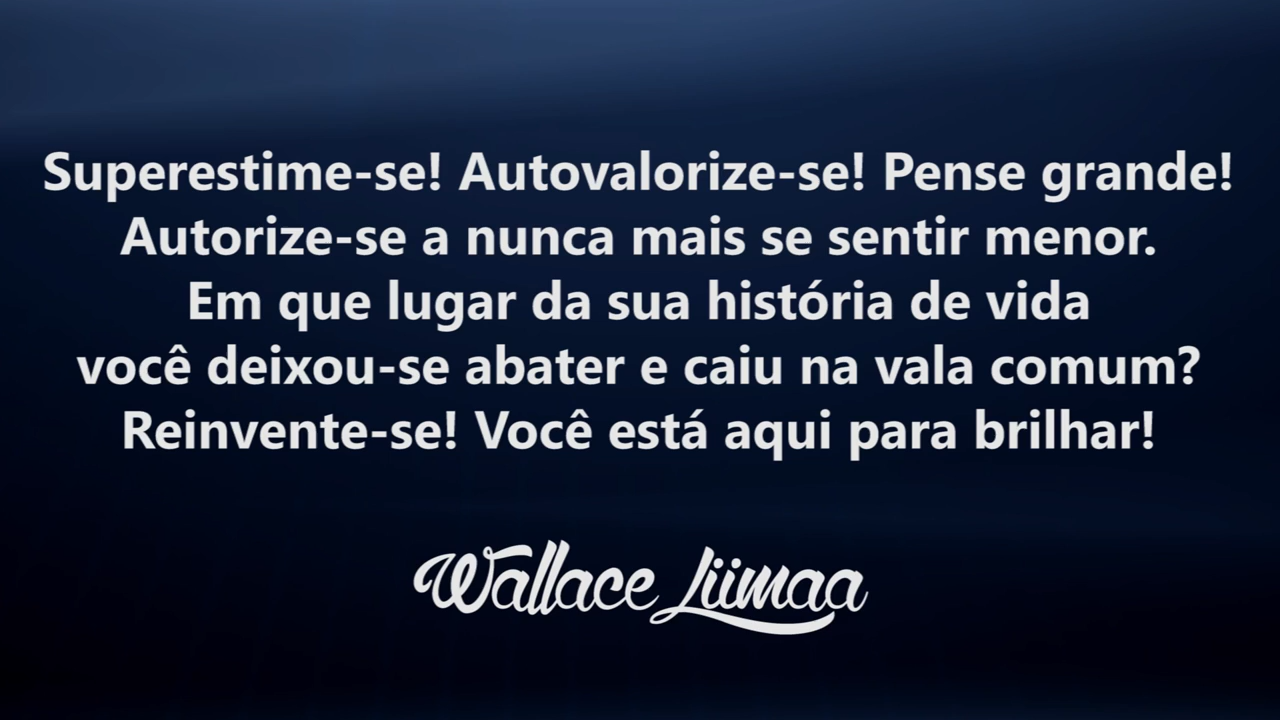 Superestime-se! Autovalorize-se! Pense grande!
Autorize-se a nunca mais se sentir menor.
Em que lugar da sua história de vida
você deixou-se abater e caiu na vala comum?
Reinvente-se! Você está aqui para brilhar!
Wallace Liimaa